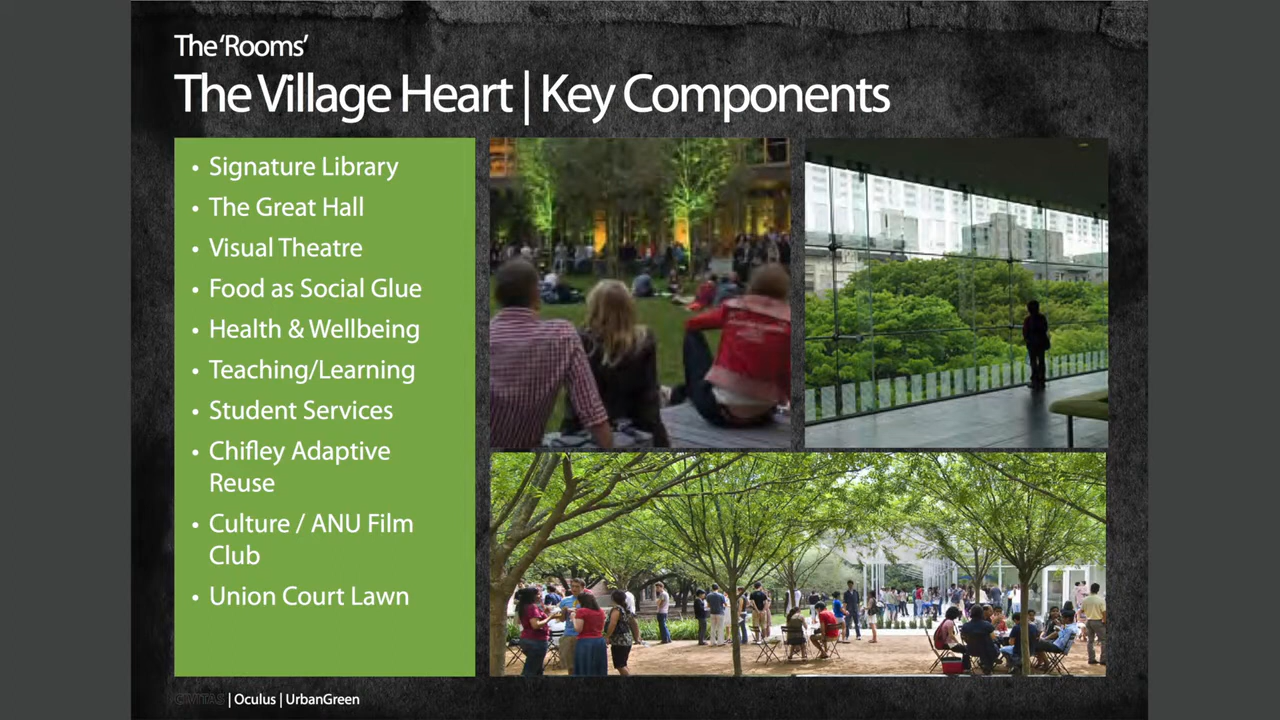 The 'Rooms'
The Village Heart | Key Components
• Signature Library
• The Great Hall
• Visual Theatre
• Food as Social Glue
• Health & Wellbeing
• Teaching/Learning
• Student Services
• Chifley Adaptive
Reuse
• Culture / ANU Film
Club
• Union Court Lawn
CIVITAS | Oculus | UrbanGreen